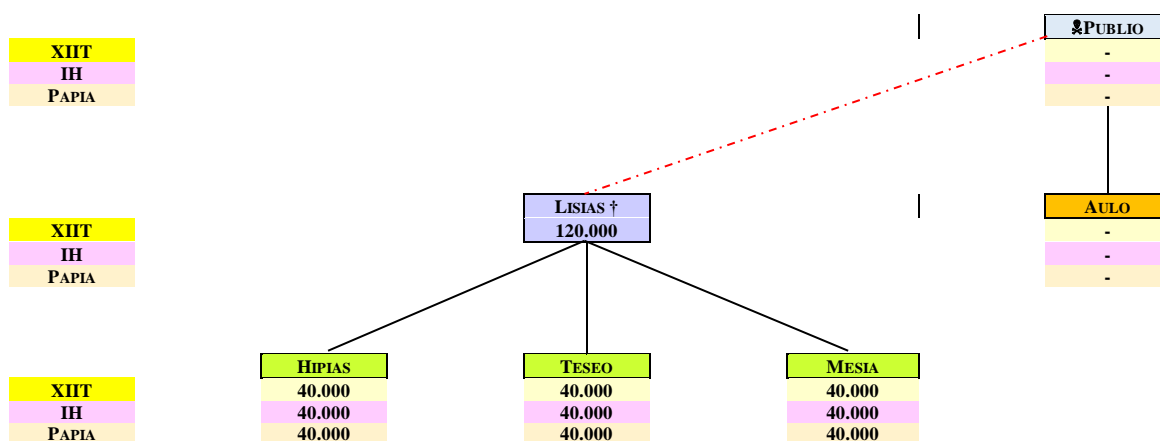 ☠PUBLIO
XIIT -
IH -
PAPIA -
LISIAS † AULO
120.000
XIIT -
IH -
PAPIA -
HIPIAS TESEO MESIA
XIIT 40.000 40.000 40.000
IH 40.000 40.000 40.000
PAPIA 40.000 40.000 40.000